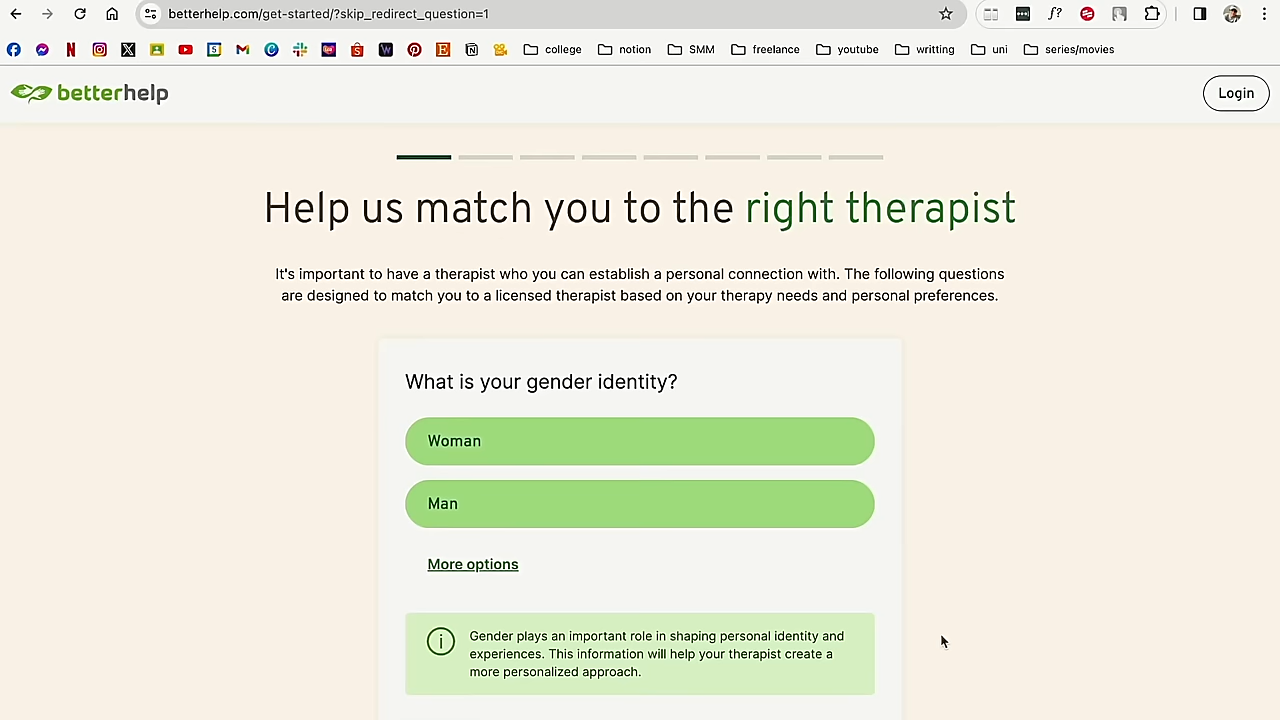 betterhelp.com/get-started/?skip_redirect_question=1
f?
college
notion
SMM
freelance
youtube
writting
uni
series/movies
betterhelp
Login
Help us match you to the right therapist
It's important to have a therapist who you can establish a personal connection with. The following questions
are designed to match you to a licensed therapist based on your therapy needs and personal preferences.
What is your gender identity?
Woman
Man
More options
Gender plays an important role in shaping personal identity and
experiences. This information will help your therapist create a
more personalized approach.